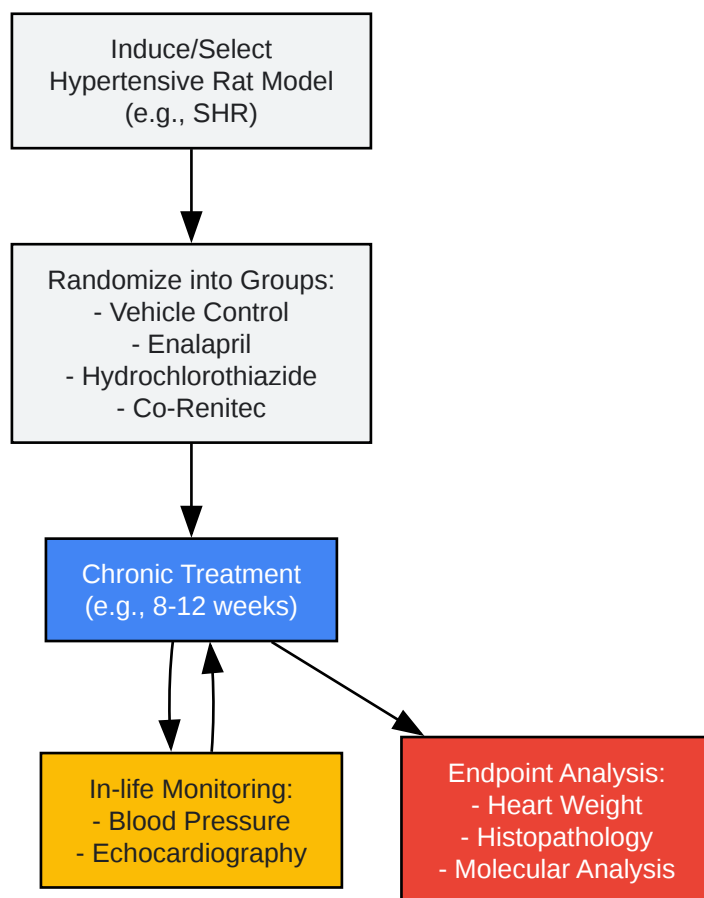 Induce/Select
Hypertensive Rat Model
(e.g., SHR)
Randomize into Groups:
- Vehicle Control
- Enalapril
- Hydrochlorothiazide
- Co-Renitec
Chronic Treatment
(e.g., 8-12 weeks)
In-life Monitoring:
- Blood Pressure
- Echocardiography
Endpoint Analysis:
- Heart Weight
- Histopathology
- Molecular Analysis